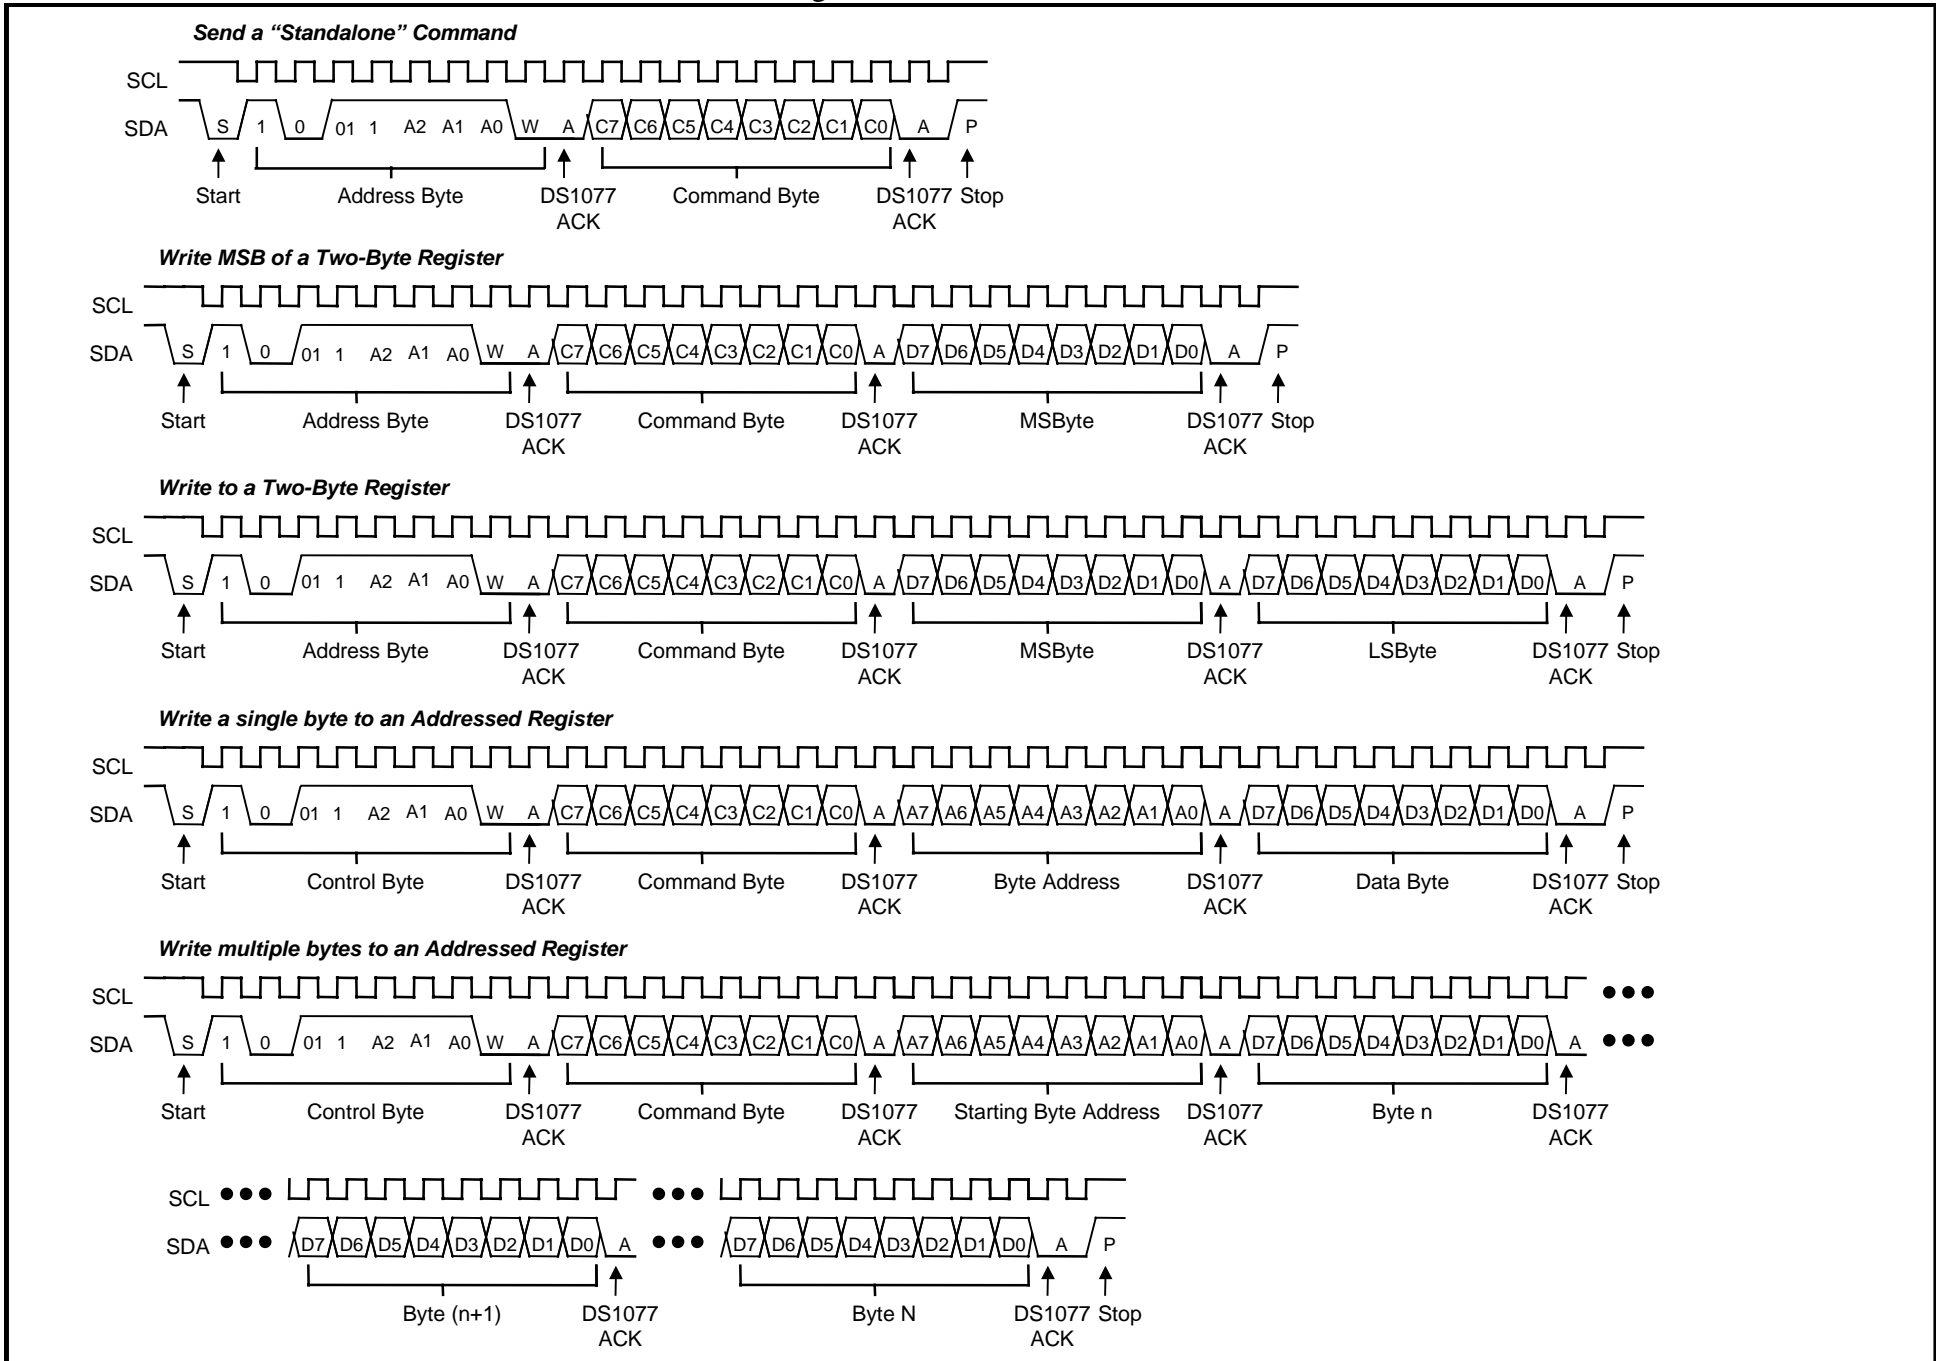 Send a “Standalone” Command
SCL
SDA S 1 0 01 1 A2 A1 A0 W A C7 C6 C5 C4 C3 C2 C1 C0 A P
Start Address Byte DS1077 ACK Command Byte DS1077 ACK Stop
Write MSB of a Two-Byte Register
SCL
SDA S 1 0 01 1 A2 A1 A0 W A C7 C6 C5 C4 C3 C2 C1 C0 A D7 D6 D5 D4 D3 D2 D1 D0 A P
Start Address Byte DS1077 ACK Command Byte DS1077 ACK MSByte DS1077 ACK Stop
Write to a Two-Byte Register
SCL
SDA S 1 0 01 1 A2 A1 A0 W A C7 C6 C5 C4 C3 C2 C1 C0 A D7 D6 D5 D4 D3 D2 D1 D0 A D7 D6 D5 D4 D3 D2 D1 D0 A P
Start Address Byte DS1077 ACK Command Byte DS1077 ACK MSByte DS1077 ACK LSByte DS1077 ACK Stop
Write a single byte to an Addressed Register
SCL
SDA S 1 0 01 1 A2 A1 A0 W A C7 C6 C5 C4 C3 C2 C1 C0 A A7 A6 A5 A4 A3 A2 A1 A0 A D7 D6 D5 D4 D3 D2 D1 D0 A P
Start Control Byte DS1077 ACK Command Byte DS1077 ACK Byte Address DS1077 ACK Data Byte DS1077 ACK Stop
Write multiple bytes to an Addressed Register
SCL
SDA S 1 0 01 1 A2 A1 A0 W A C7 C6 C5 C4 C3 C2 C1 C0 A A7 A6 A5 A4 A3 A2 A1 A0 A D7 D6 D5 D4 D3 D2 D1 D0 A
Start Control Byte DS1077 ACK Command Byte DS1077 ACK Starting Byte Address DS1077 ACK Byte n DS1077 ACK
SCL
SDA D7 D6 D5 D4 D3 D2 D1 D0 A D7 D6 D5 D4 D3 D2 D1 D0 A P
Byte (n+1) DS1077 ACK Byte N DS1077 ACK Stop